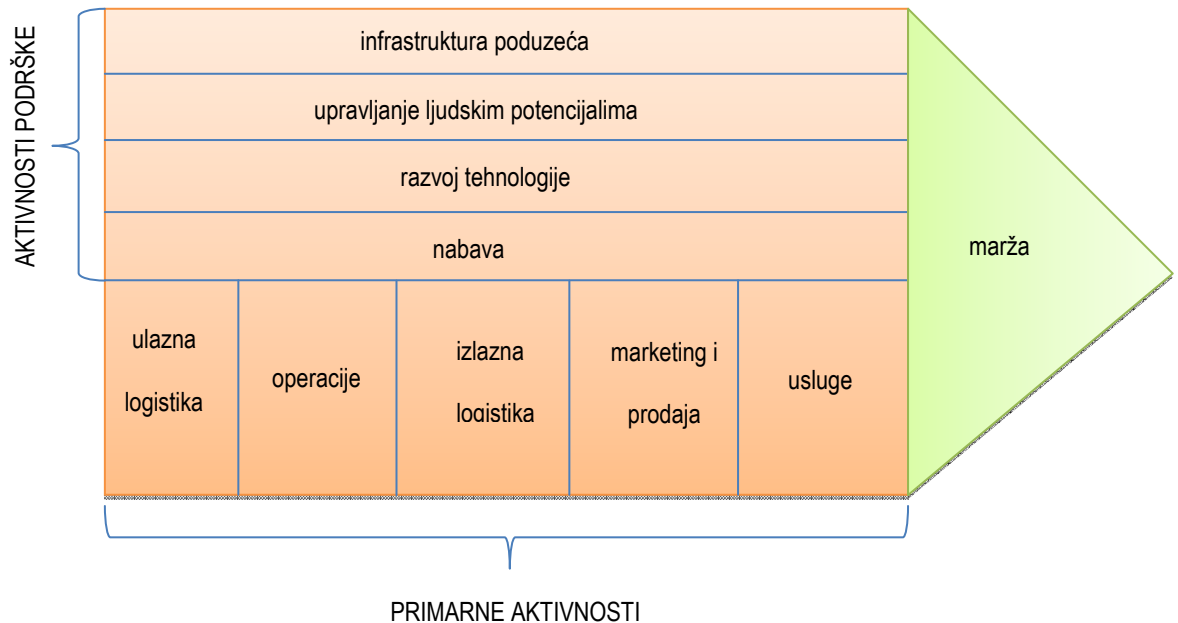 AKTIVNOSTI PODRŠKE
infrastruktura poduzeća
upravljanje ljudskim potencijalima
razvoj tehnologije
nabava
marža
ulazna
logistika
operacije
izlazna
logistika
marketing i
prodaja
usluge
PRIMARNE AKTIVNOSTI